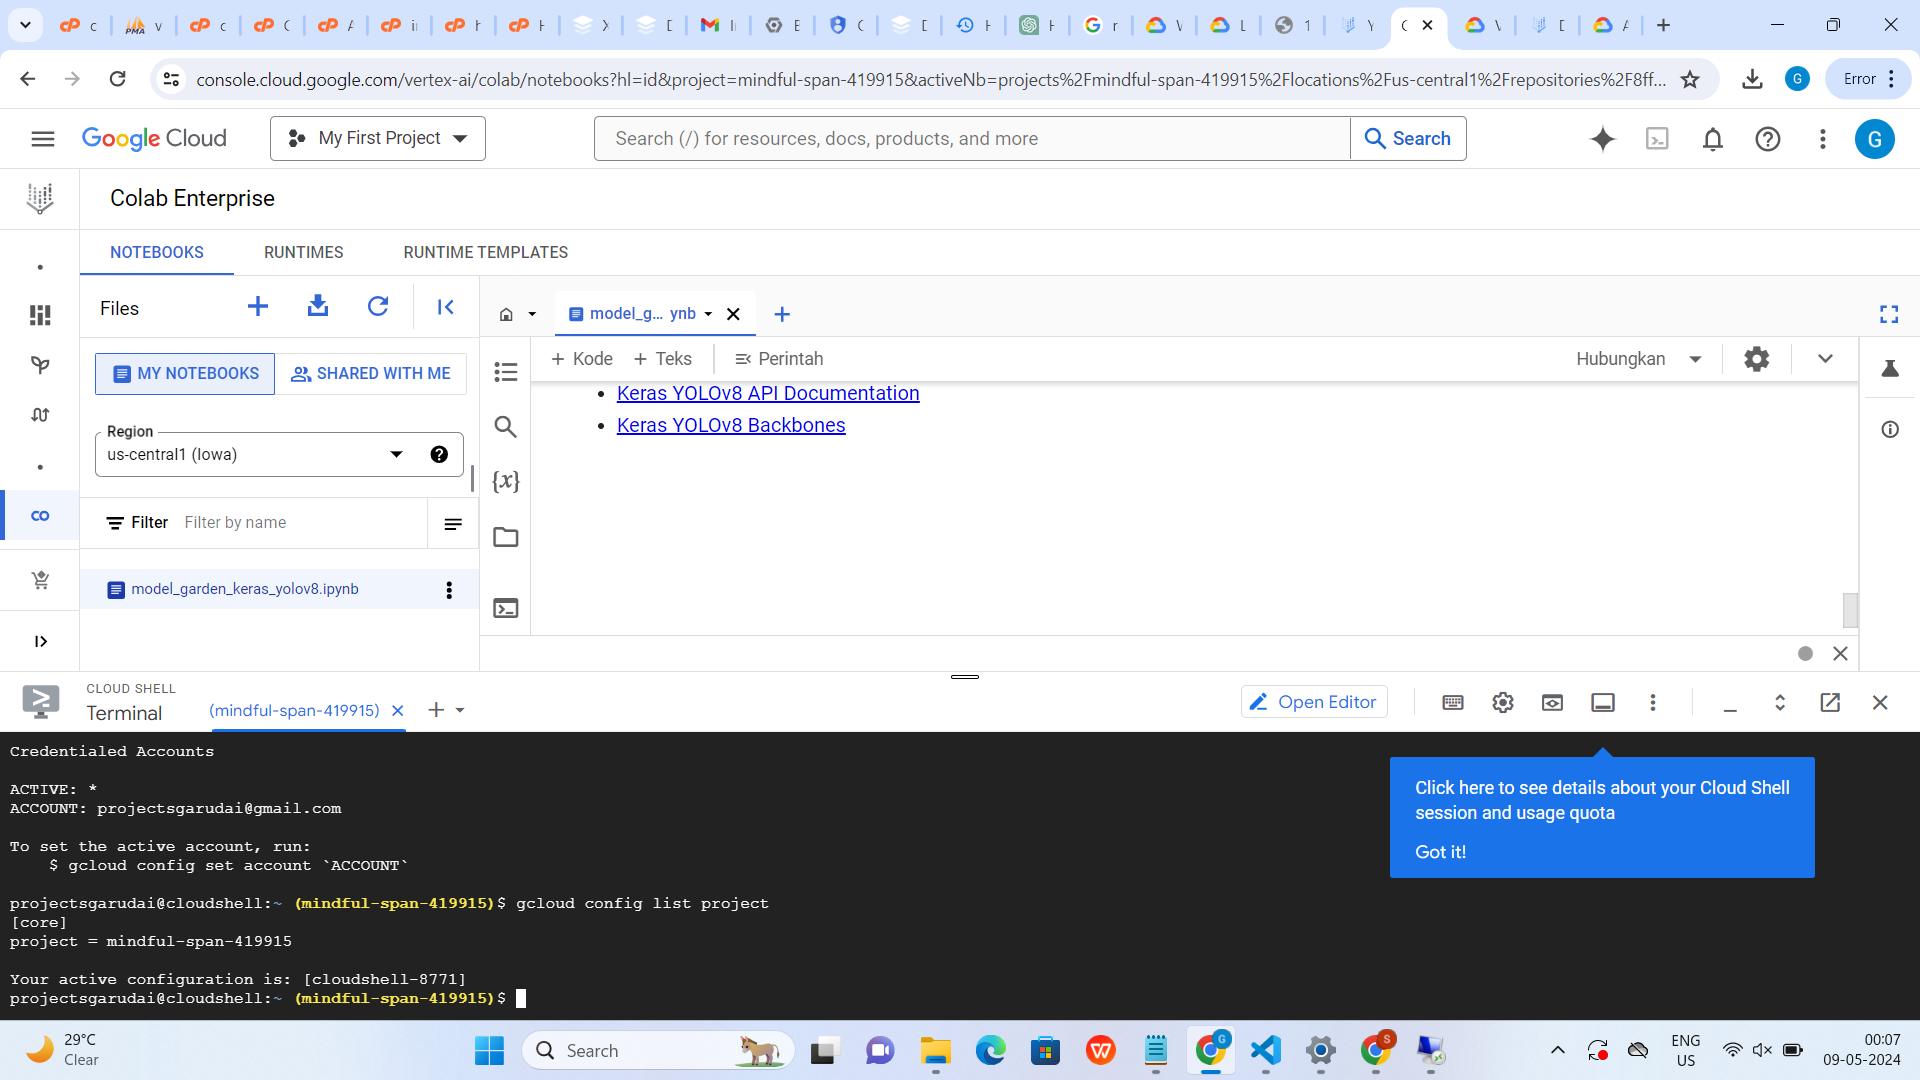 c
v
c
C
A
ir
h
H
X
D
Ir
E
C
D
H
H
r
V
L
1
Y
C
V
D
A
console.cloud.google.com/vertex-ai/colab/notebooks?hl=id&project=mindful-span-419915&activeNb=projects%2Fmindful-span-419915%2Flocations%2Fus-central1%2Frepositories%2F8ff...
G
Error
Google Cloud
My First Project
Search (/) for resources, docs, products, and more
Search
G
Colab Enterprise
NOTEBOOKS
RUNTIMES
RUNTIME TEMPLATES
Files
model_g... ynb
+ Kode
+ Teks
Perintah
Hubungkan
MY NOTEBOOKS
SHARED WITH ME
Keras YOLOv8 API Documentation
Keras YOLOv8 Backbones
Region
us-central1 (Iowa)
Filter
Filter by name
model_garden_keras_yolov8.ipynb
CLOUD SHELL
Terminal
(mindful-span-419915)
Open Editor
Credentialed Accounts
ACTIVE: *
ACCOUNT: projectsgarudai@gmail.com
To set the active account, run:
$ gcloud config set account `ACCOUNT`
projectsgarudai@cloudshell:~ (mindful-span-419915)$ gcloud config list project
[core]
project = mindful-span-419915
Your active configuration is: [cloudshell-8771]
projectsgarudai@cloudshell:~ (mindful-span-419915)$
Click here to see details about your Cloud Shell
session and usage quota
Got it!
29°C
Clear
Search
ENG
US
00:07
09-05-2024